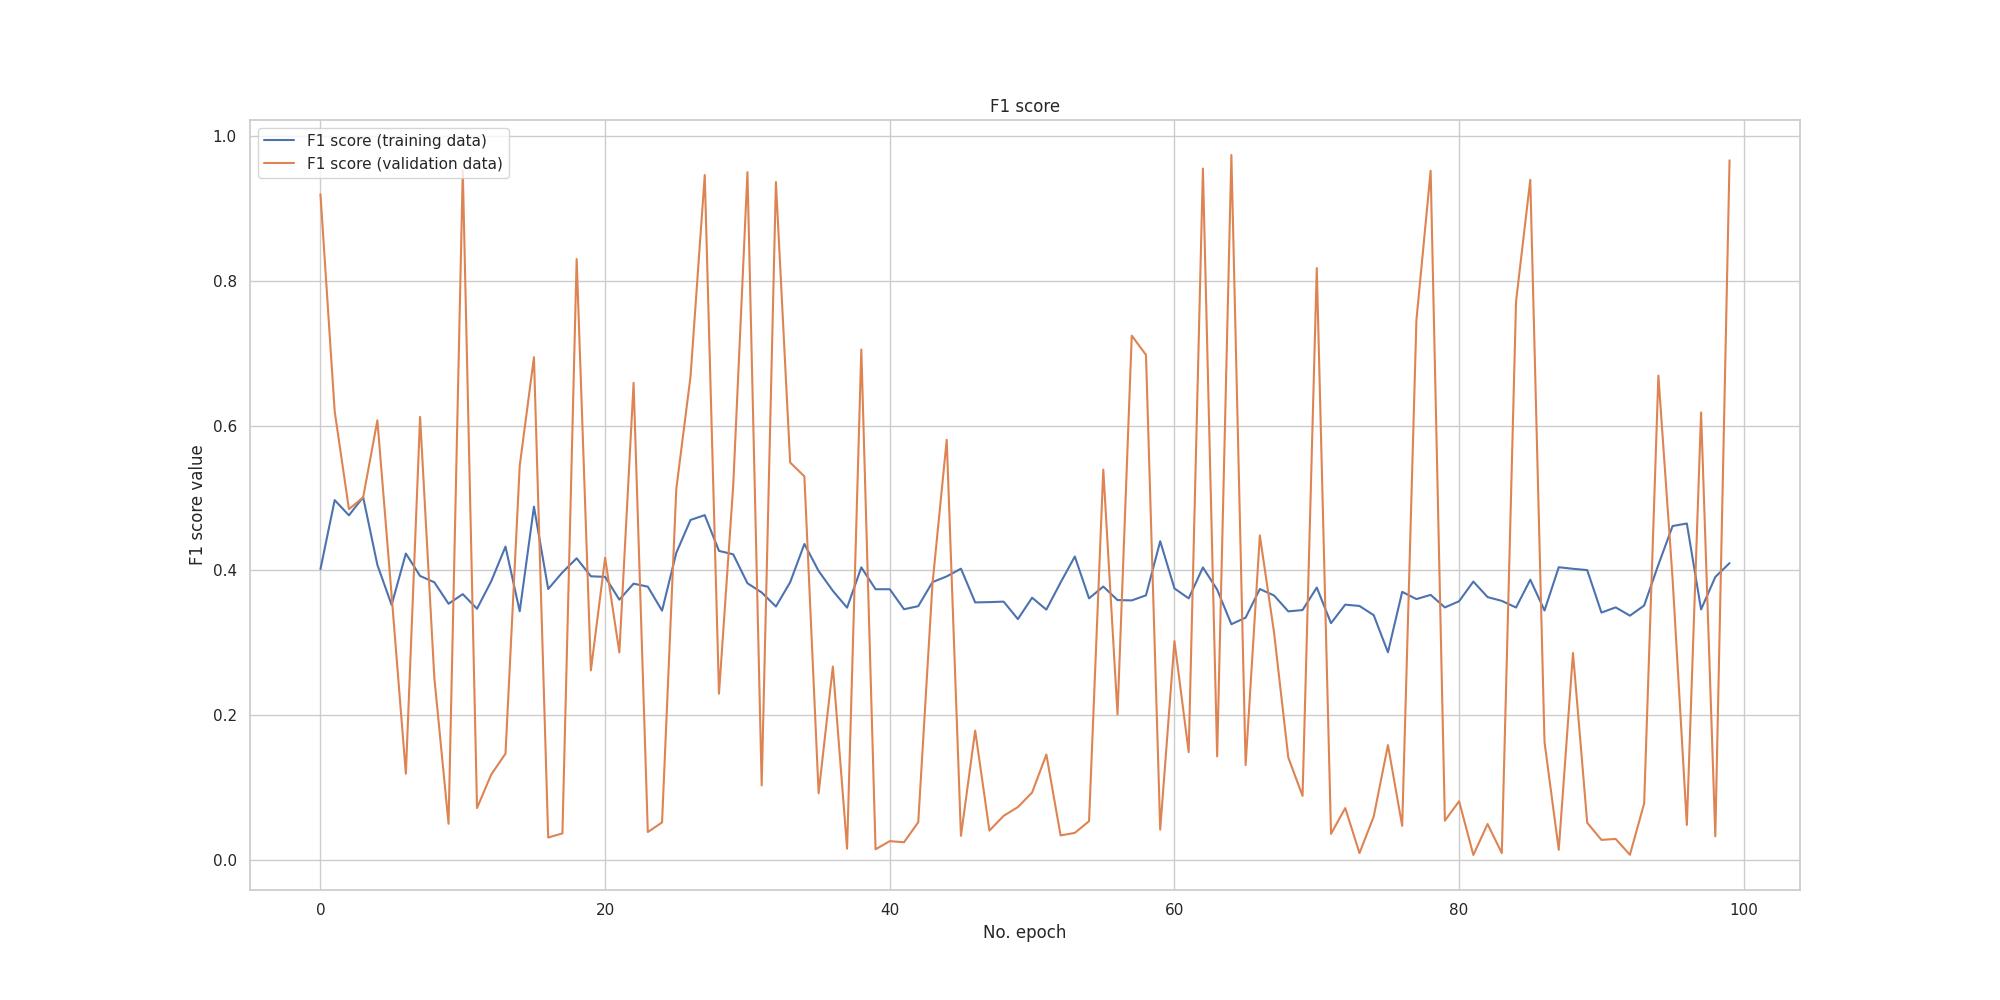 F1 score
F1 score (training data)
F1 score (validation data)
1.0
0.8
0.6
0.4
0.2
0.0
F1 score value
0 20 40 60 80 100
No. epoch